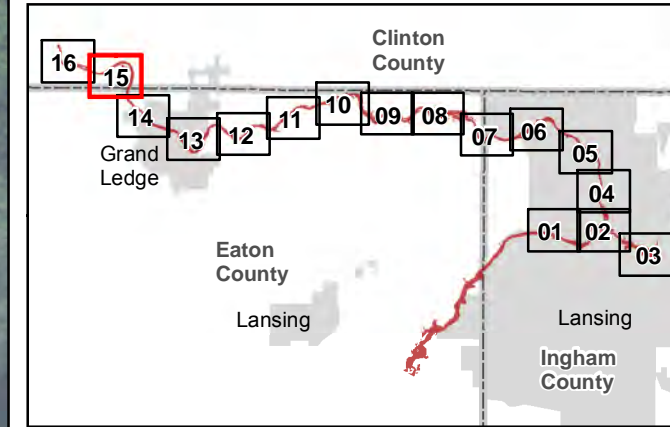 Clinton
County
16
15
14
13
12
11
10
09
08
07
06
05
04
01
02
03
Grand
Ledge
Eaton
County
Lansing
Lansing
Ingham
County